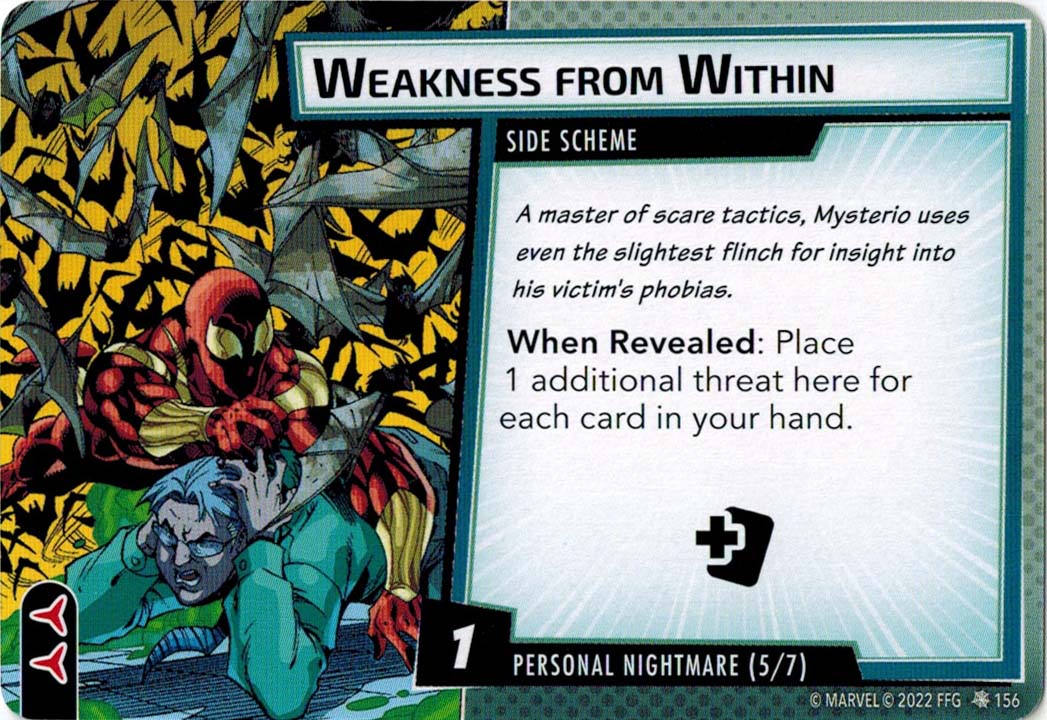 WEAKNESS FROM WITHIN
SIDE SCHEME
A master of scare tactics, Mysterio uses
even the slightest flinch for insight into
his victim's phobias.
When Revealed: Place
1 additional threat here for
each card in your hand.
1
PERSONAL NIGHTMARE (5/7)
© MARVEL © 2022 FFG 156